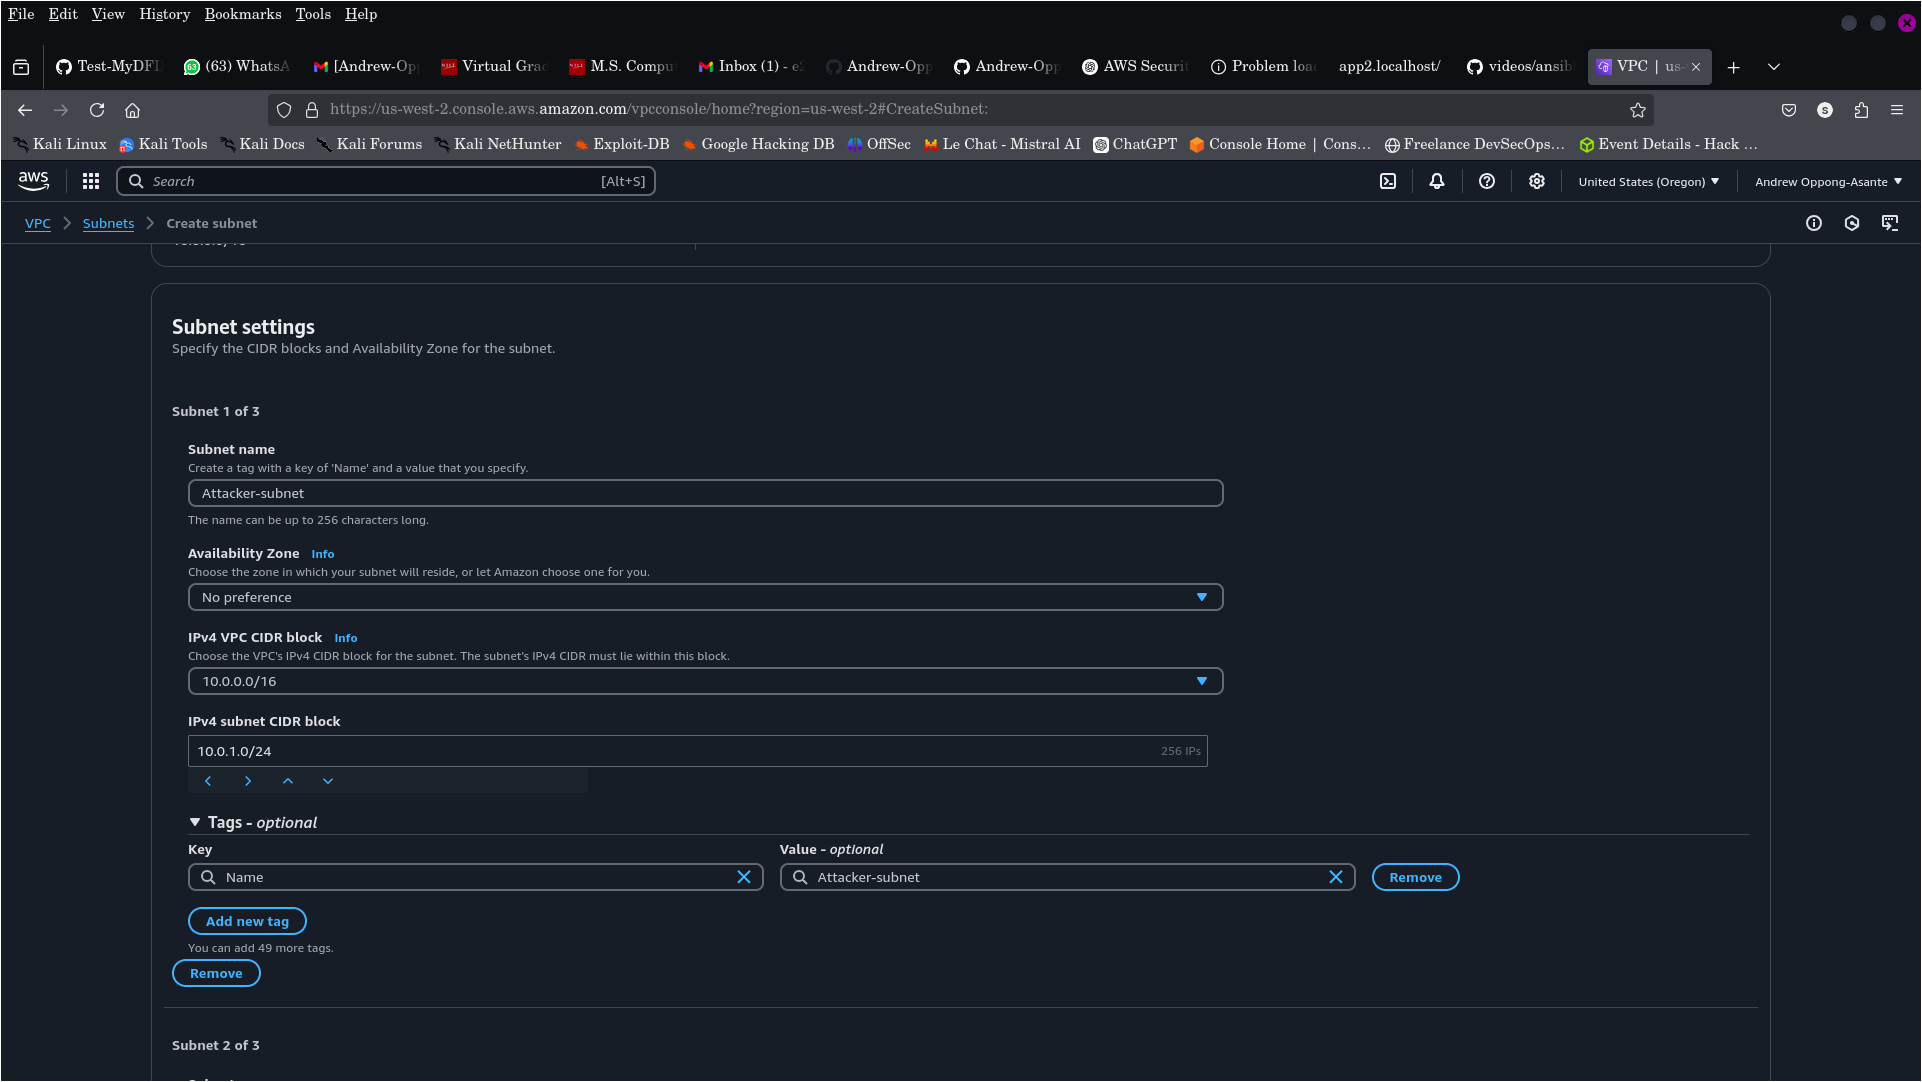 File Edit View History Bookmarks Tools Help
Test-MyDFI (63) WhatsA [Andrew-Opp Virtual Grad M.S. Compu Inbox (1) - e2 Andrew-Opp Andrew-Opp AWS Securit Problem loa app2.localhost/ videos/ansib VPC | us-
https://us-west-2.console.aws.amazon.com/vpcconsole/home?region=us-west-2#CreateSubnet:
Kali Linux Kali Tools Kali Docs Kali Forums Kali NetHunter Exploit-DB Google Hacking DB OffSec Le Chat - Mistral AI ChatGPT Console Home | Cons… Freelance DevSecOps… Event Details - Hack …
aws Search [Alt+S] United States (Oregon) Andrew Oppong-Asante
VPC Subnets Create subnet
Subnet settings
Specify the CIDR blocks and Availability Zone for the subnet.
Subnet 1 of 3
Subnet name
Create a tag with a key of 'Name' and a value that you specify.
Attacker-subnet
The name can be up to 256 characters long.
Availability Zone Info
Choose the zone in which your subnet will reside, or let Amazon choose one for you.
No preference
IPv4 VPC CIDR block Info
Choose the VPC's IPv4 CIDR block for the subnet. The subnet's IPv4 CIDR must lie within this block.
10.0.0.0/16
IPv4 subnet CIDR block
10.0.1.0/24 256 IPs
Tags - optional
Key Value - optional
Name Attacker-subnet Remove
Add new tag
You can add 49 more tags.
Remove
Subnet 2 of 3